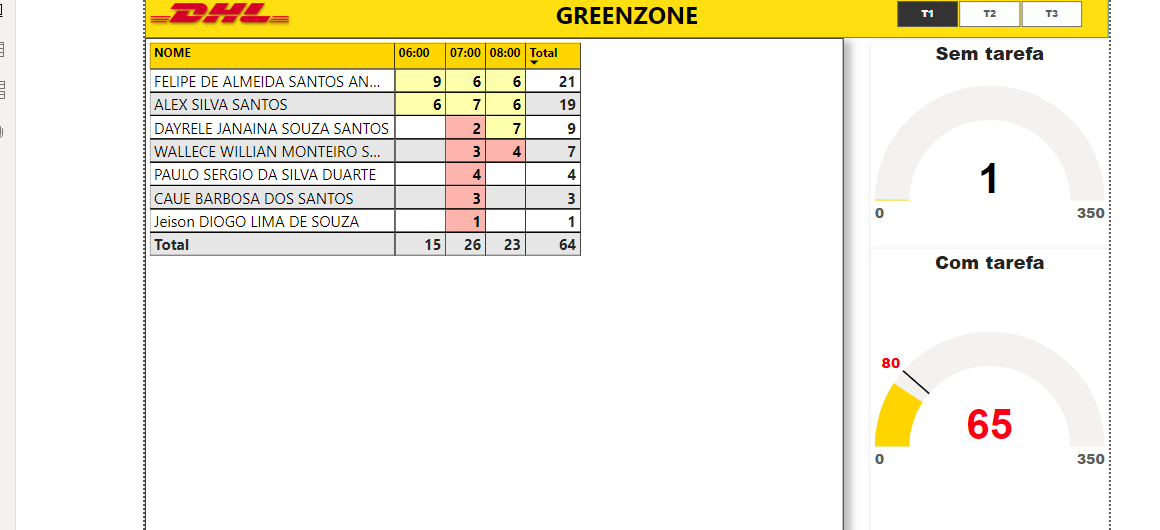 DHL GREENZONE T1 T2 T3
NOME 06:00 07:00 08:00 Total
FELIPE DE ALMEIDA SANTOS AN... 9 6 6 21
ALEX SILVA SANTOS 6 7 6 19
DAYRELE JANAINA SOUZA SANTOS 2 7 9
WALLECE WILLIAN MONTEIRO S... 3 4 7
PAULO SERGIO DA SILVA DUARTE 4 4
CAUE BARBOSA DOS SANTOS 3 3
Jeison DIOGO LIMA DE SOUZA 1 1
Total 15 26 23 64
Sem tarefa
1
0 350
Com tarefa
80
65
0 350